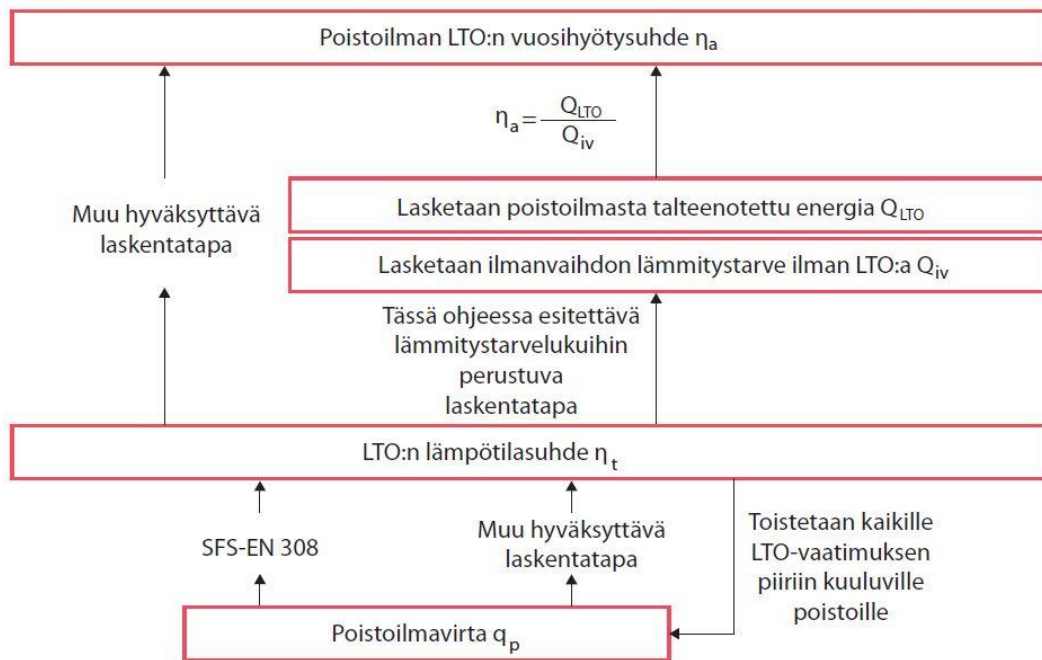 Poistoilman LTO:n vuosihyötysuhde ηa
ηa = QLTO / Qiv
Muu hyväksyttävä
laskentatapa
Lasketaan poistoilmasta talteenotettu energia QLTO
Lasketaan ilmanvaihdon lämmitystarve ilman LTO:a Qiv
Tässä ohjeessa esitettävä
lämmitystarvelukuihin
perustuva
laskentatapa
LTO:n lämpötilasuhde ηt
SFS-EN 308
Muu hyväksyttävä
laskentatapa
Toistetaan kaikille
LTO-vaatimuksen
piiriin kuuluville
poistoille
Poistoilmavirta qp